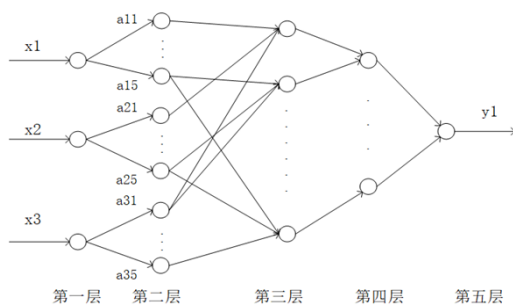 a11
x1
a15
a21
x2
y1
a25
a31
x3
a35
第一层 第二层 第三层 第四层 第五层